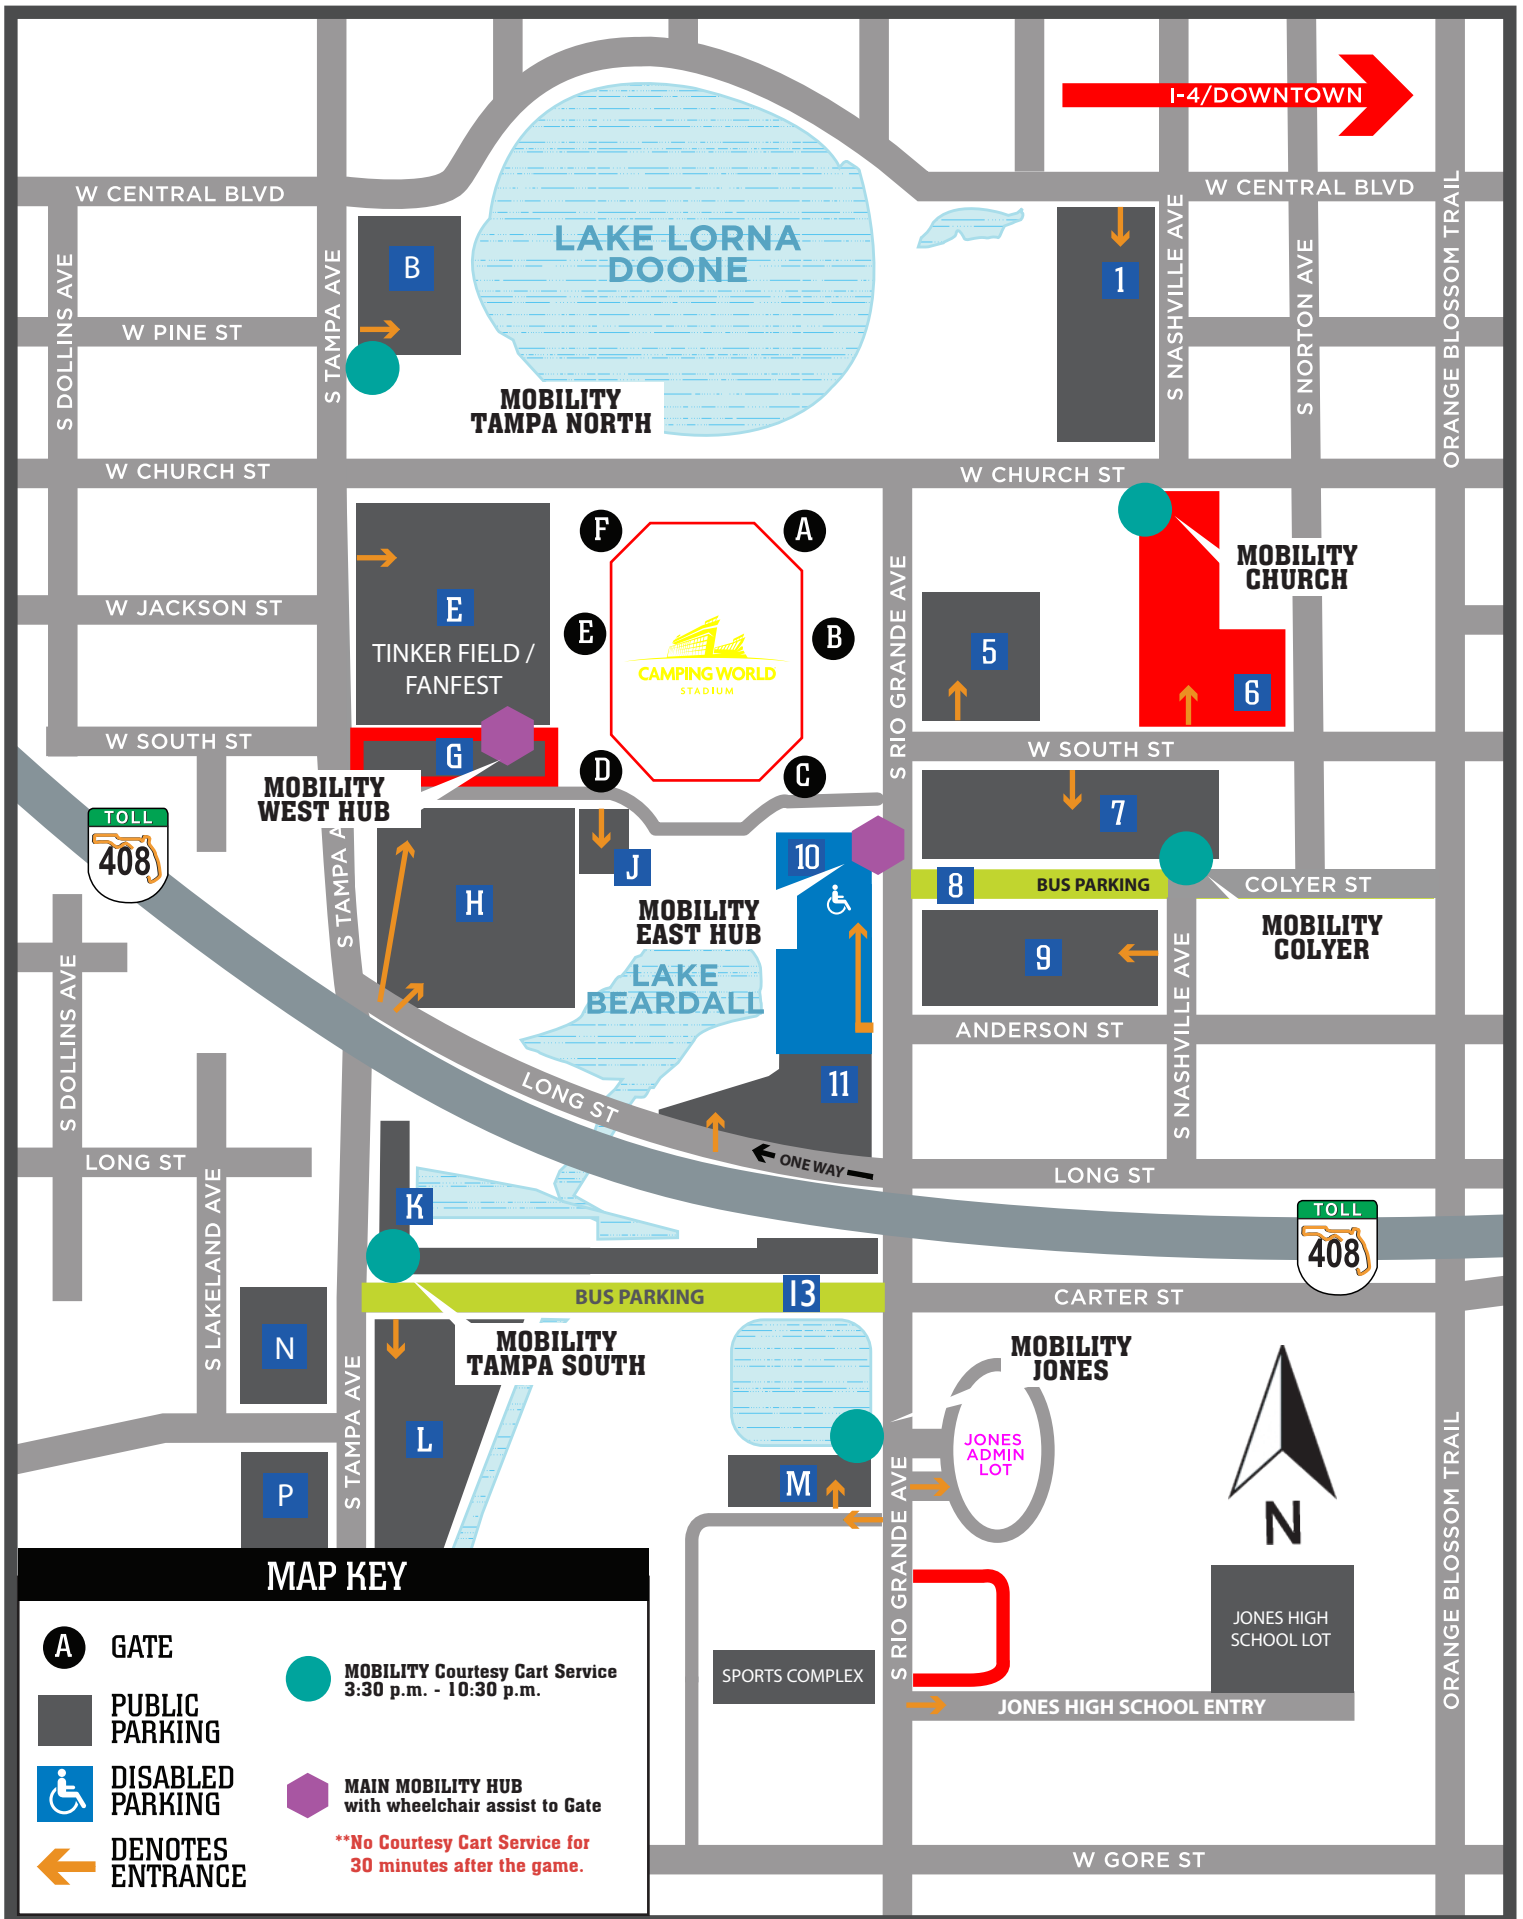 I-4/DOWNTOWN
W CENTRAL BLVD
W CENTRAL BLVD
S DOLLINS AVE
S TAMPA AVE
B
LAKE LORNA
DOONE
1
S NASHVILLE AVE
S NORTON AVE
ORANGE BLOSSOM TRAIL
W PINE ST
MOBILITY
TAMPA NORTH
W CHURCH ST
W CHURCH ST
F
A
E
TINKER FIELD /
FANFEST
E
B
CAMPING WORLD
STADIUM
S RIO GRANDE AVE
5
MOBILITY
CHURCH
6
W JACKSON ST
W SOUTH ST
W SOUTH ST
G
D
C
MOBILITY
WEST HUB
TOLL
408
S TAMPA A
S TAMPA AVE
H
J
10
7
8
BUS PARKING
COLYER ST
MOBILITY
EAST HUB
MOBILITY
COLYER
9
LAKE
BEARDALL
S DOLLINS AVE
ANDERSON ST
S NASHVILLE AVE
11
LONG ST
ONE WAY
LONG ST
LONG ST
K
S LAKELAND AVE
TOLL
408
BUS PARKING
13
CARTER ST
MOBILITY
TAMPA SOUTH
MOBILITY
JONES
N
S TAMPA AVE
L
JONES
ADMIN
LOT
M
P
S RIO GRANDE AVE
N
ORANGE BLOSSOM TRAIL
JONES HIGH
SCHOOL LOT
SPORTS COMPLEX
JONES HIGH SCHOOL ENTRY
W GORE ST
MAP KEY
A
GATE
PUBLIC
PARKING
DISABLED
PARKING
DENOTES
ENTRANCE
MOBILITY Courtesy Cart Service
3:30 p.m. - 10:30 p.m.
MAIN MOBILITY HUB
with wheelchair assist to Gate
**No Courtesy Cart Service for
30 minutes after the game.